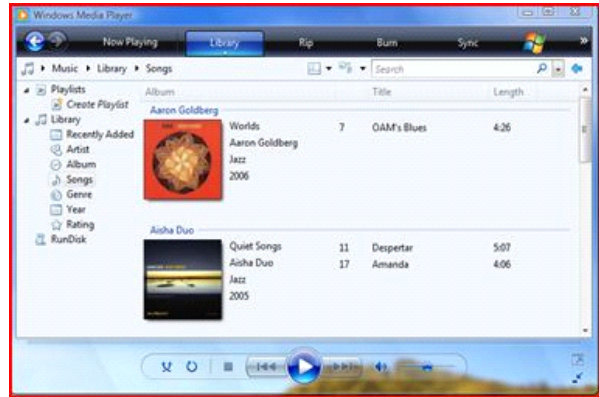 Windows Media Player
Now Playing Library Rip Burn Sync »
Music Library Songs Search
Playlists
Create Playlist
Library
Recently Added
Artist
Album
Songs
Genre
Year
Rating
RunDisk
Album Title Length
Aaron Goldberg
Worlds 7 OAM's Blues 4:26
Aaron Goldberg
Jazz
2006
Aisha Duo
Quiet Songs 11 Despertar 5:07
Aisha Duo 17 Amanda 4:06
Jazz
2005